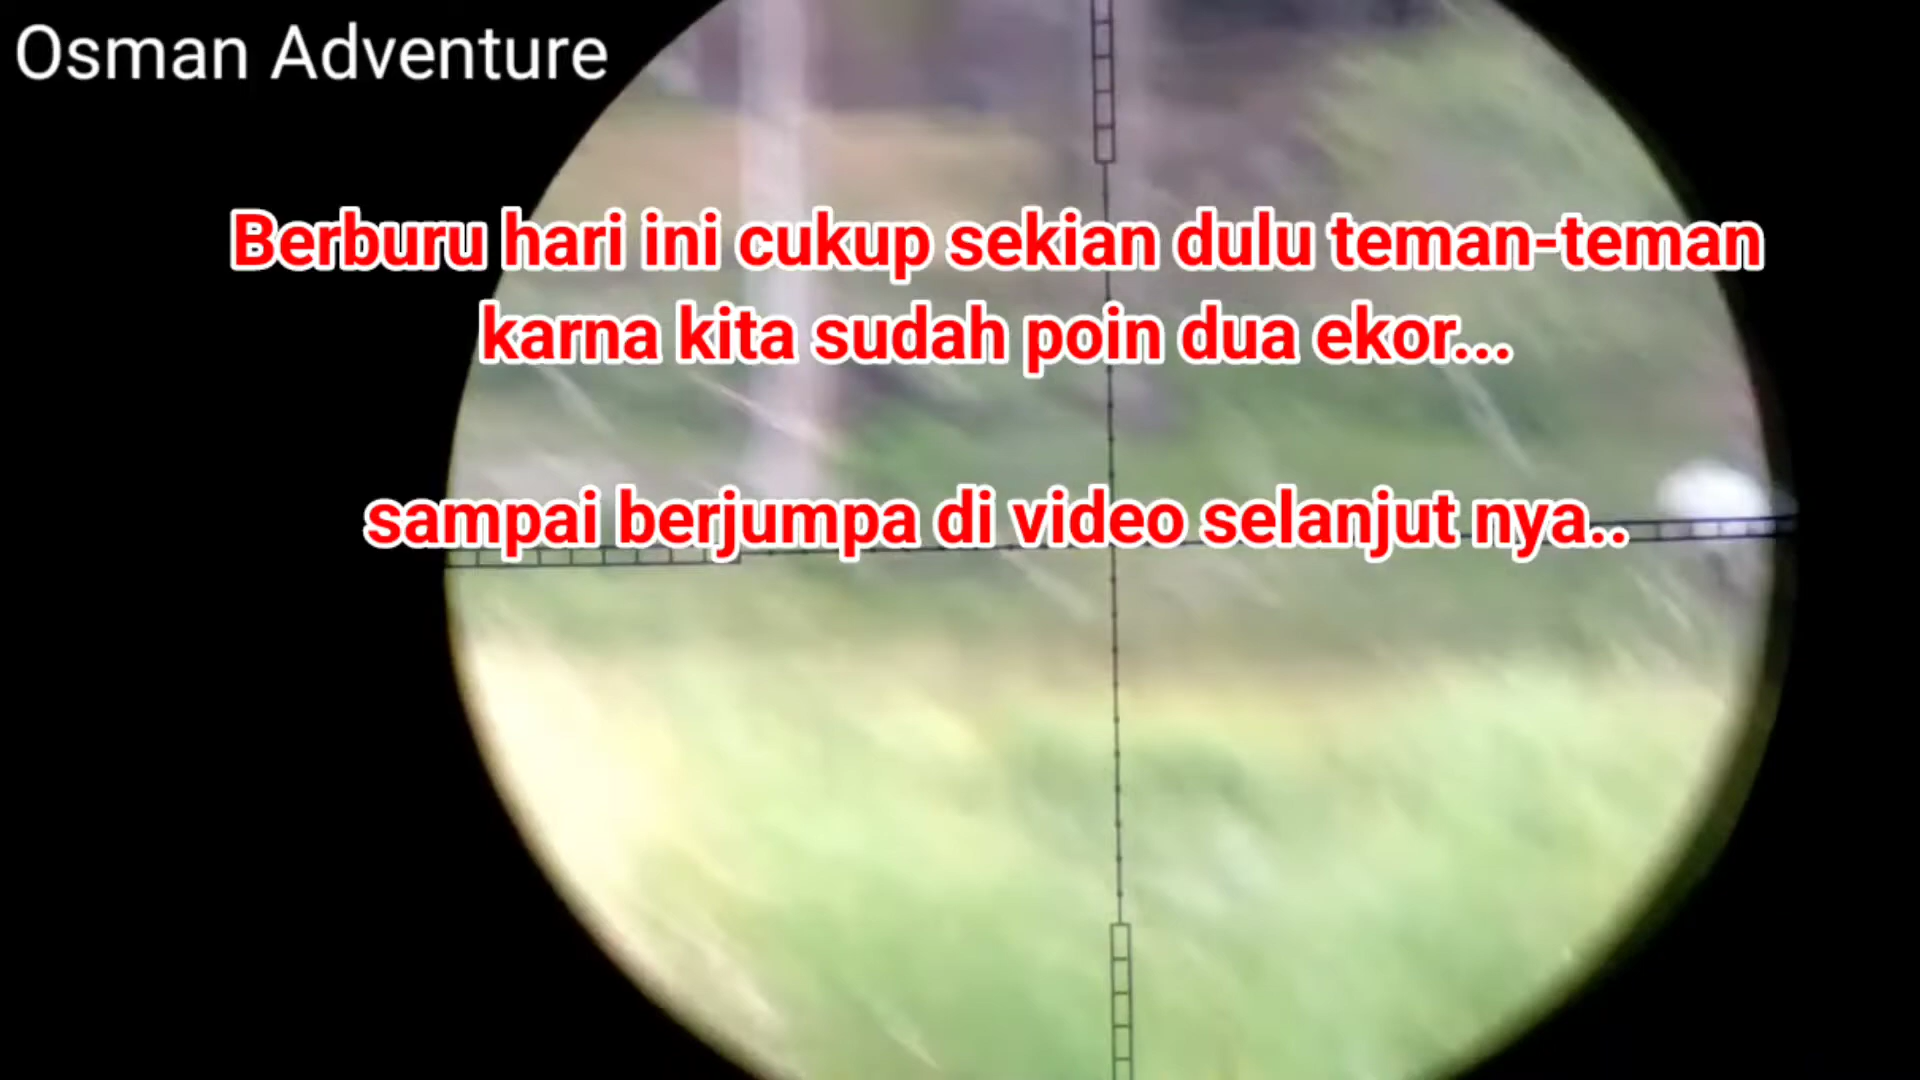 Osman Adventure
Berburu hari ini cukup sekian dulu teman-teman
karna kita sudah poin dua ekor...
sampai berjumpa di video selanjut nya..